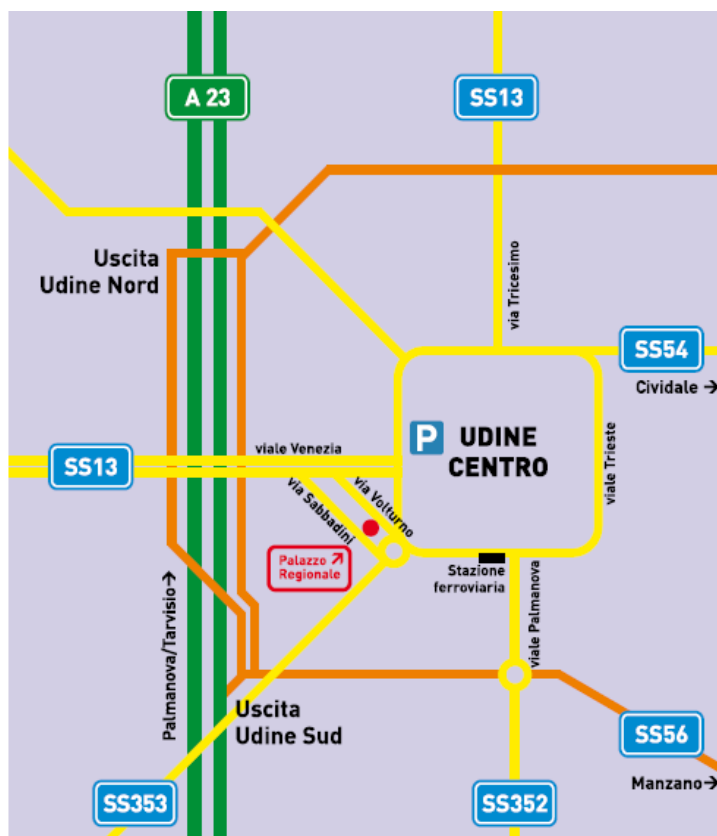 A 23
SS13
via Tricesimo
Uscita
Udine Nord
SS54
Cividale →
P
UDINE
CENTRO
viale Trieste
viale Venezia
SS13
via Sabbadini
via Volturno
Palazzo ↗
Regionale
Stazione
ferroviaria
viale Palmanova
Palmanova/Tarvisio→
Uscita
Udine Sud
SS56
Manzano→
SS353
SS352